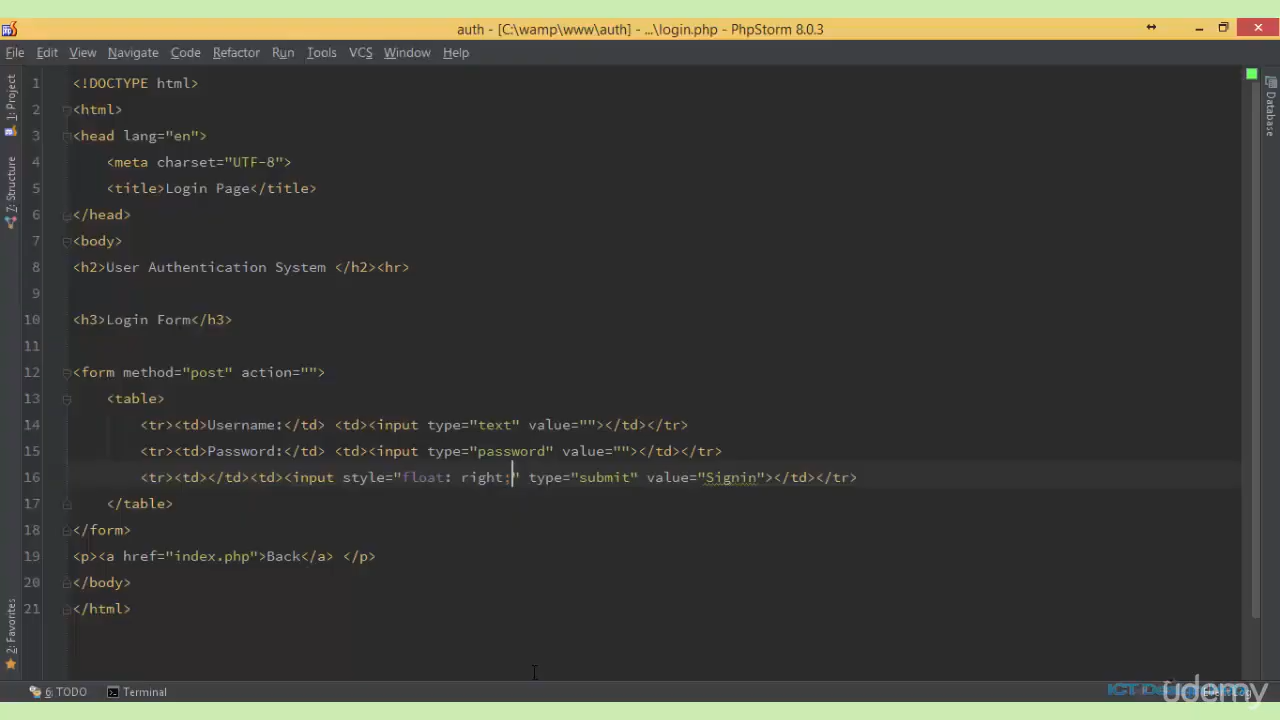 auth - [C:\wamp\www\auth] - ...\login.php - PhpStorm 8.0.3
File Edit View Navigate Code Refactor Run Tools VCS Window Help
1: Project
7: Structure
2: Favorites
Database
1 <!DOCTYPE html>
2 <html>
3 <head lang="en">
4 <meta charset="UTF-8">
5 <title>Login Page</title>
6 </head>
7 <body>
8 <h2>User Authentication System </h2><hr>
9
10 <h3>Login Form</h3>
11
12 <form method="post" action="">
13 <table>
14 <tr><td>Username:</td> <td><input type="text" value=""></td></tr>
15 <tr><td>Password:</td> <td><input type="password" value=""></td></tr>
16 <tr><td></td><td><input style="float: right;" type="submit" value="Signin"></td></tr>
17 </table>
18 </form>
19 <p><a href="index.php">Back</a> </p>
20 </body>
21 </html>
6: TODO Terminal
Event Log
udemy